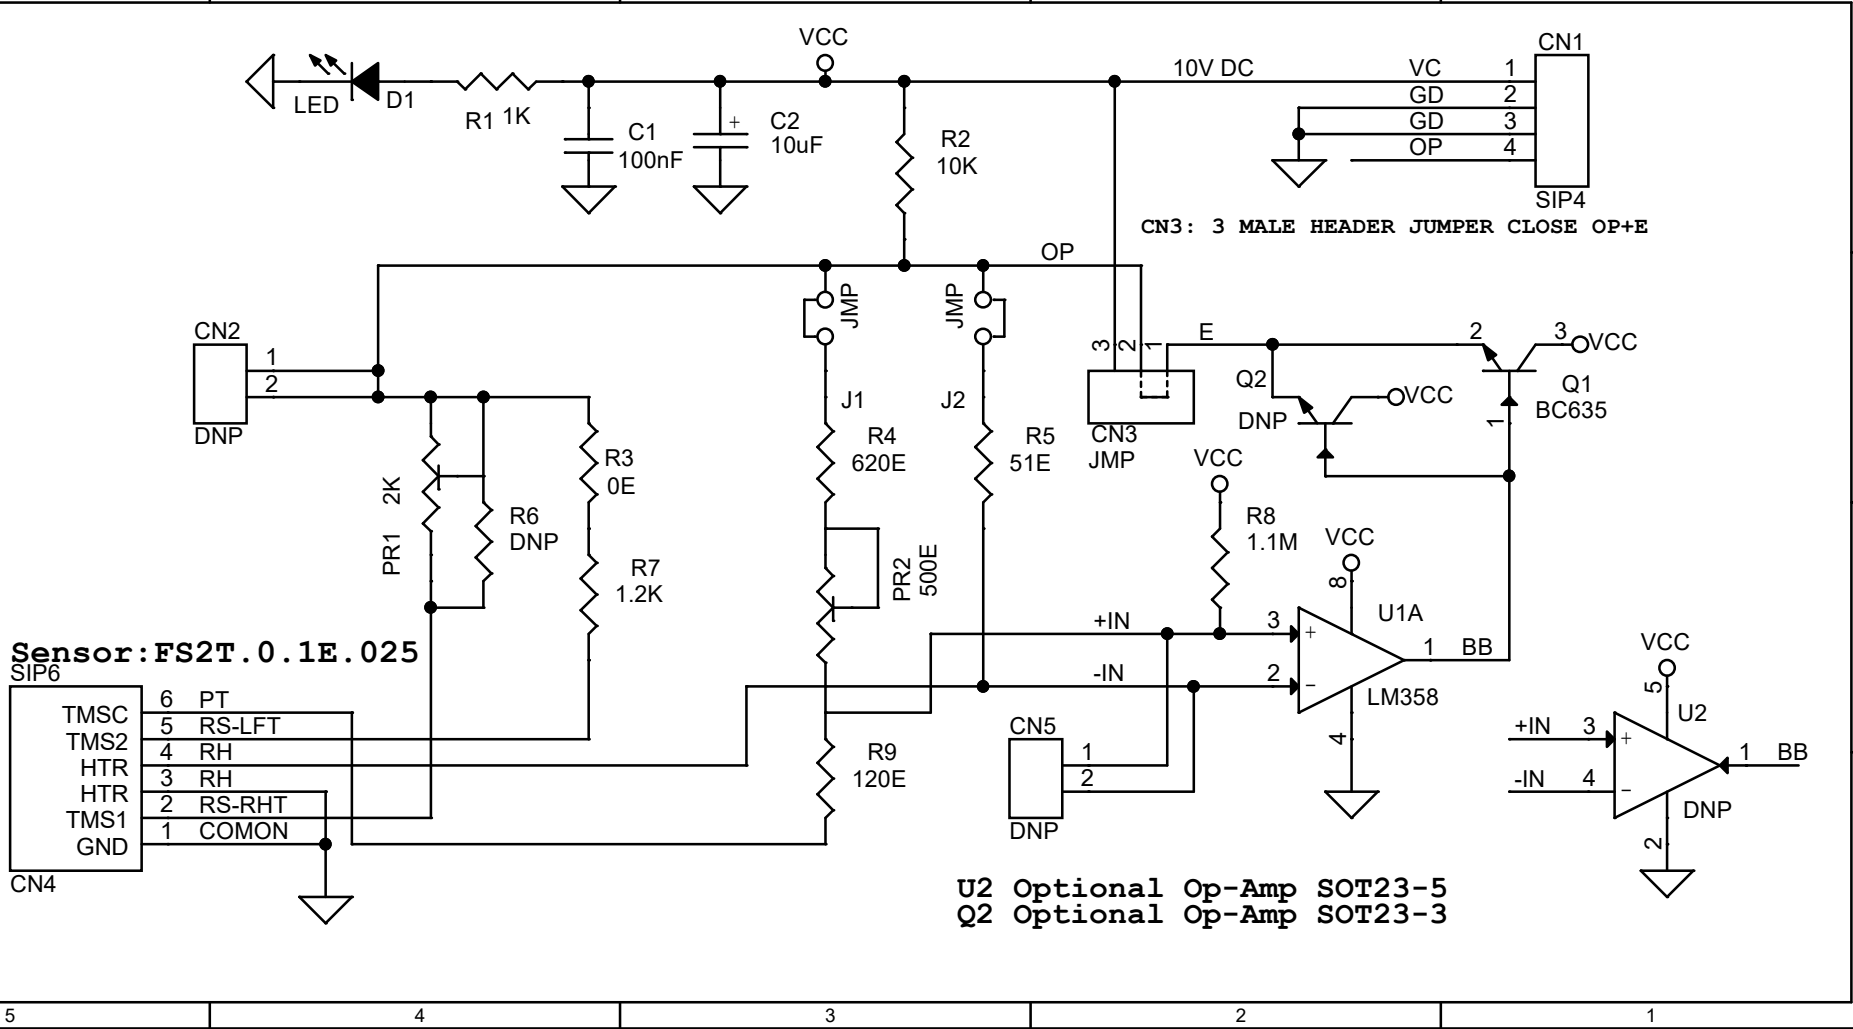 VCC
CN1
10V DC
VC
1
LED
D1
GD
2
R1
1K
C1
100nF
+
C2
10uF
R2
10K
GD
3
OP
4
SIP4
CN3: 3 MALE HEADER JUMPER CLOSE OP+E
OP
JMP
JMP
CN2
1
2
DNP
3
2
1
E
2
3
VCC
Q2
VCC
Q1
BC635
DNP
1
J1
J2
CN3
JMP
R4
620E
R5
51E
VCC
R3
0E
2K
PR1
R6
DNP
R8
1.1M
VCC
8
PR2
500E
R7
1.2K
U1A
+IN
3
+
1
BB
-IN
2
−
LM358
4
Sensor:FS2T.0.1E.025
SIP6
TMSC
6
PT
TMS2
5
RS-LFT
HTR
4
RH
HTR
3
RH
TMS1
2
RS-RHT
GND
1
COMON
CN4
R9
120E
CN5
1
2
DNP
VCC
5
U2
+IN
3
+
1
BB
-IN
4
−
DNP
2
U2 Optional Op-Amp SOT23-5
Q2 Optional Op-Amp SOT23-3
5
4
3
2
1